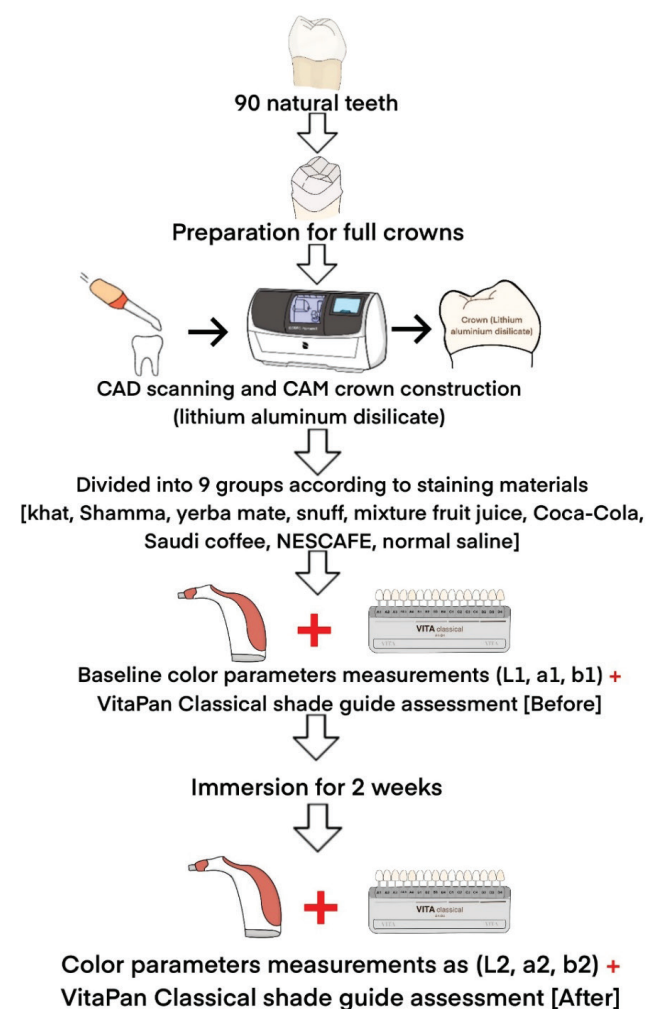 90 natural teeth
Preparation for full crowns
Crown (Lithium
aluminium disilicate)
CAD scanning and CAM crown construction
(lithium aluminum disilicate)
Divided into 9 groups according to staining materials
[khat, Shamma, yerba mate, snuff, mixture fruit juice, Coca-Cola,
Saudi coffee, NESCAFE, normal saline]
+
VITA classical
VITA
VITA
Baseline color parameters measurements (L1, a1, b1) +
VitaPan Classical shade guide assessment [Before]
Immersion for 2 weeks
+
VITA classical
VITA
VITA
Color parameters measurements as (L2, a2, b2) +
VitaPan Classical shade guide assessment [After]